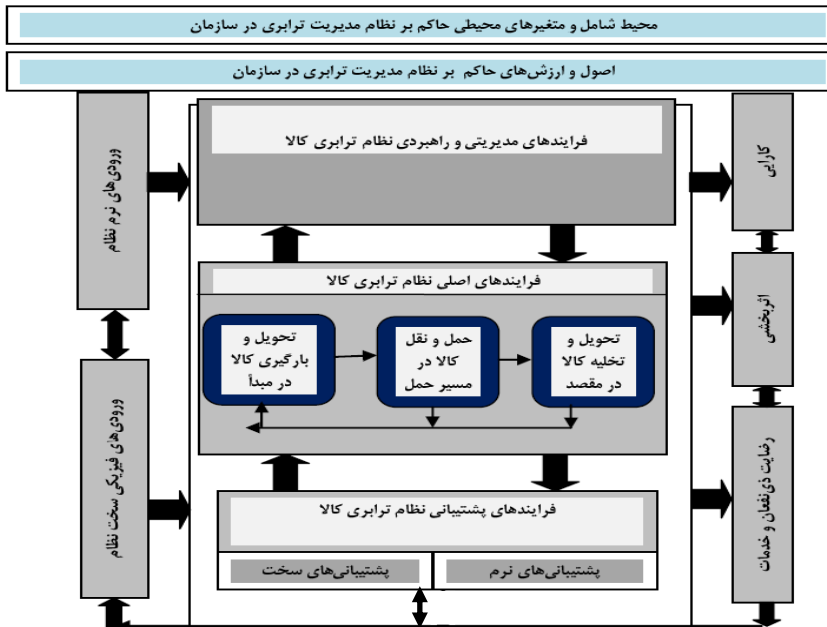 محیط شامل و متغیرهای محیطی حاکم بر نظام مدیریت ترابری در سازمان
اصول و ارزش‌های حاکم بر نظام مدیریت ترابری در سازمان
ورودی‌های نرم نظام
ورودی‌های فیزیکی سخت نظام
فرایندهای مدیریتی و راهبردی نظام ترابری کالا
فرایندهای اصلی نظام ترابری کالا
تحویل و
بارگیری کالا
در مبدأ
حمل و نقل
کالا در
مسیر حمل
تحویل و
تخلیه کالا
در مقصد
فرایندهای پشتیبانی نظام ترابری کالا
پشتیبانی‌های سخت
پشتیبانی‌های نرم
کارایی
اثربخشی
رضایت ذی‌نفعان و خدمات